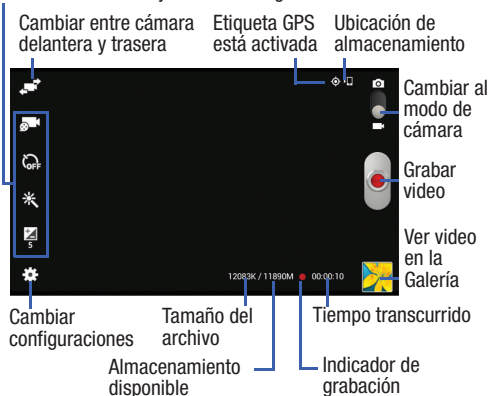 Cambiar entre cámara
delantera y trasera
Etiqueta GPS
está activada
Ubicación de
almacenamiento
Cambiar al
modo de
cámara
OFF
Grabar
video
5
Ver video
en la
Galería
12083K / 11890M
00:00:10
Cambiar
configuraciones
Tamaño del
archivo
Tiempo transcurrido
Almacenamiento
disponible
Indicador de
grabación